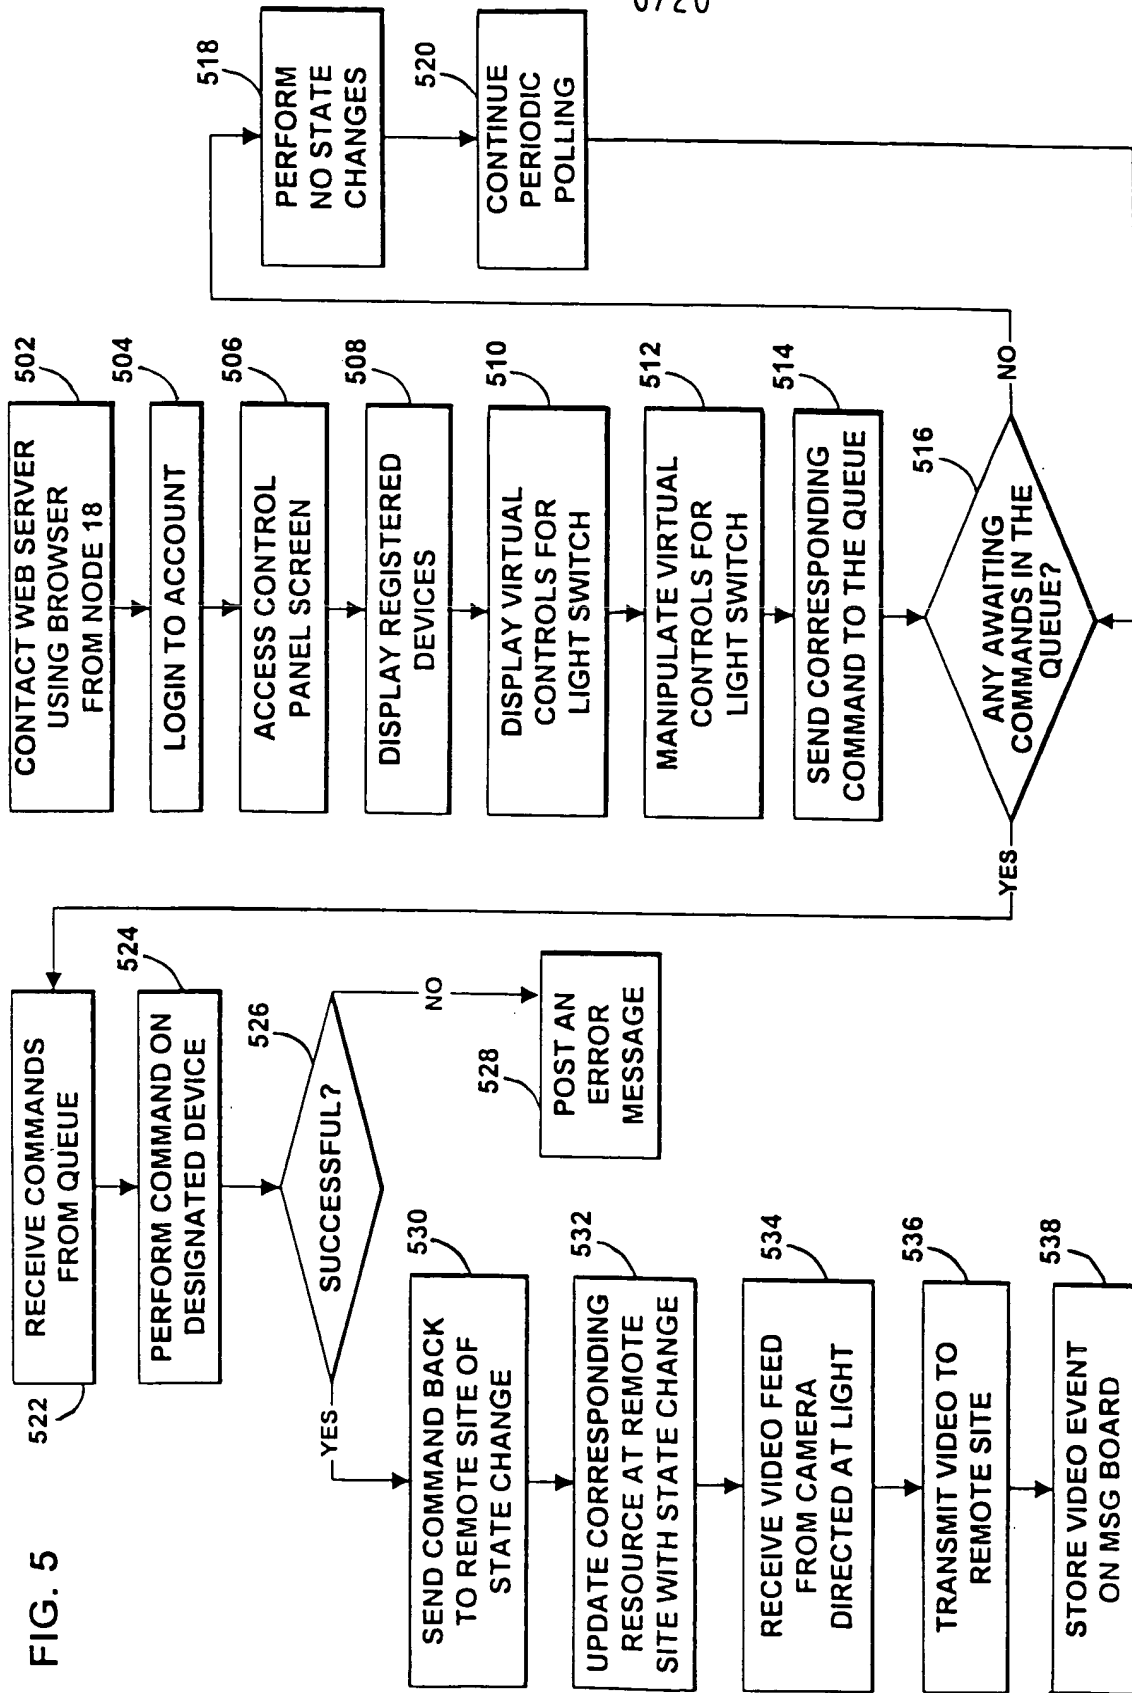 FIG. 5
502
CONTACT WEB SERVER
USING BROWSER
FROM NODE 18
504
LOGIN TO ACCOUNT
506
ACCESS CONTROL
PANEL SCREEN
508
DISPLAY REGISTERED
DEVICES
510
DISPLAY VIRTUAL
CONTROLS FOR
LIGHT SWITCH
512
MANIPULATE VIRTUAL
CONTROLS FOR
LIGHT SWITCH
514
SEND CORRESPONDING
COMMAND TO THE QUEUE
516
ANY AWAITING
COMMANDS IN THE
QUEUE?
NO
YES
518
PERFORM
NO STATE
CHANGES
520
CONTINUE
PERIODIC
POLLING
522
RECEIVE COMMANDS
FROM QUEUE
524
PERFORM COMMAND ON
DESIGNATED DEVICE
526
SUCCESSFUL?
NO
528
POST AN
ERROR
MESSAGE
YES
530
SEND COMMAND BACK
TO REMOTE SITE OF
STATE CHANGE
532
UPDATE CORRESPONDING
RESOURCE AT REMOTE
SITE WITH STATE CHANGE
534
RECEIVE VIDEO FEED
FROM CAMERA
DIRECTED AT LIGHT
536
TRANSMIT VIDEO TO
REMOTE SITE
538
STORE VIDEO EVENT
ON MSG BOARD